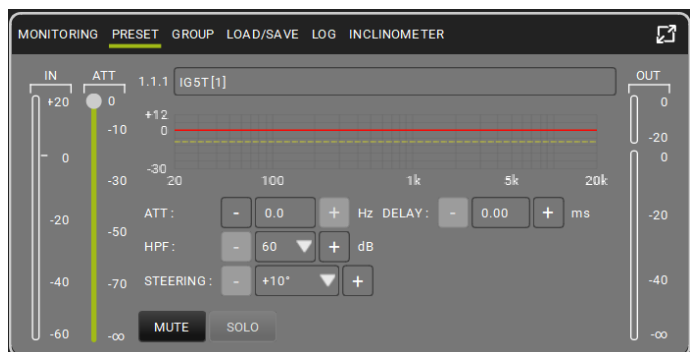 MONITORING PRESET GROUP LOAD/SAVE LOG INCLINOMETER
IN ATT 1.1.1 IG5T[1] OUT
+20 0 0
+12
-10 0
-20
0 0
-30 -30
20 100 1k 5k 20k
ATT: - 0.0 + Hz DELAY: - 0.00 + ms
-20 -20
-50
HPF: - 60 + dB
-40 -70 STEERING: - +10° + -40
MUTE SOLO
-60 -∞ -∞